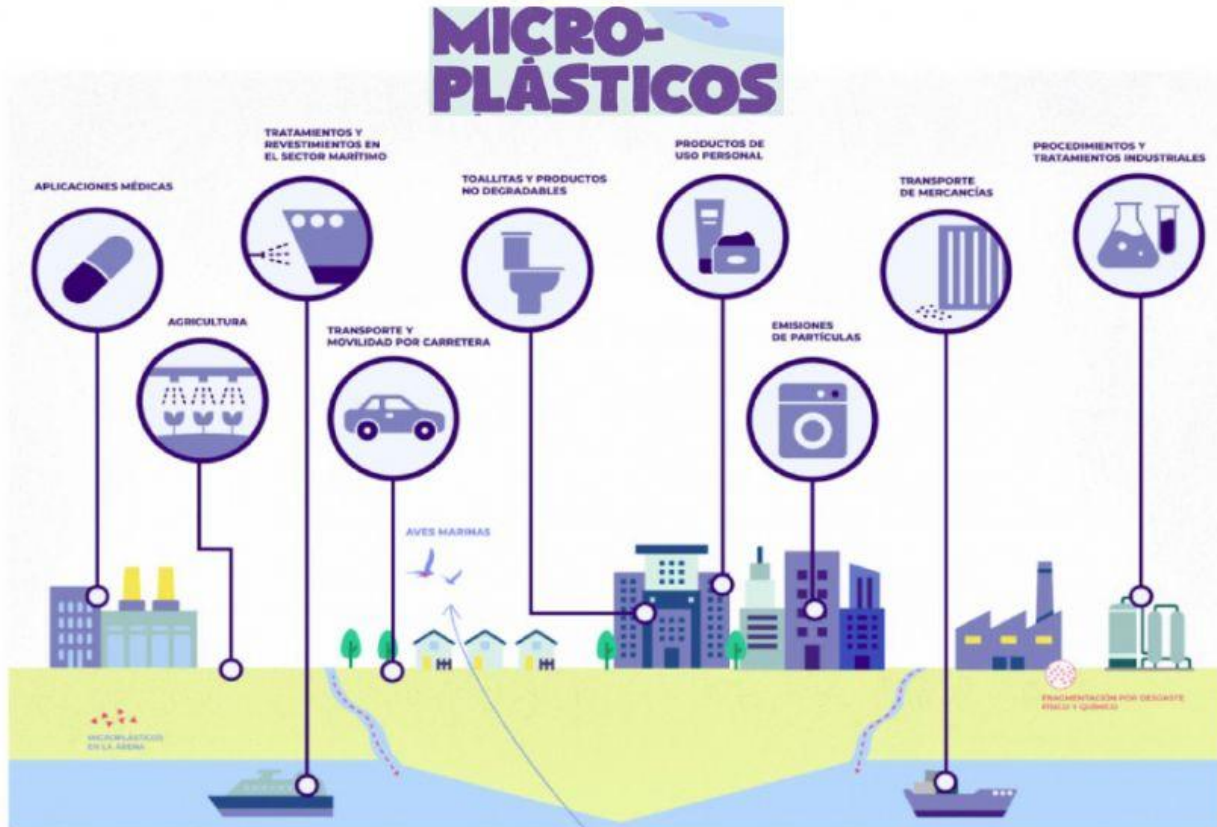 MICRO-
PLÁSTICOS
APLICACIONES MÉDICAS
TRATAMIENTOS Y
REVESTIMIENTOS EN
EL SECTOR MARÍTIMO
TOALLITAS Y PRODUCTOS
NO DEGRADABLES
PRODUCTOS DE
USO PERSONAL
TRANSPORTE
DE MERCANCÍAS
PROCEDIMIENTOS Y
TRATAMIENTOS INDUSTRIALES
AGRICULTURA
TRANSPORTE Y
MOVILIDAD POR CARRETERA
EMISIONES
DE PARTÍCULAS
AVES MARINAS
MICROPLÁSTICOS
EN LA ARENA
FRAGMENTACIÓN POR DESGASTE
FÍSICO Y QUÍMICO